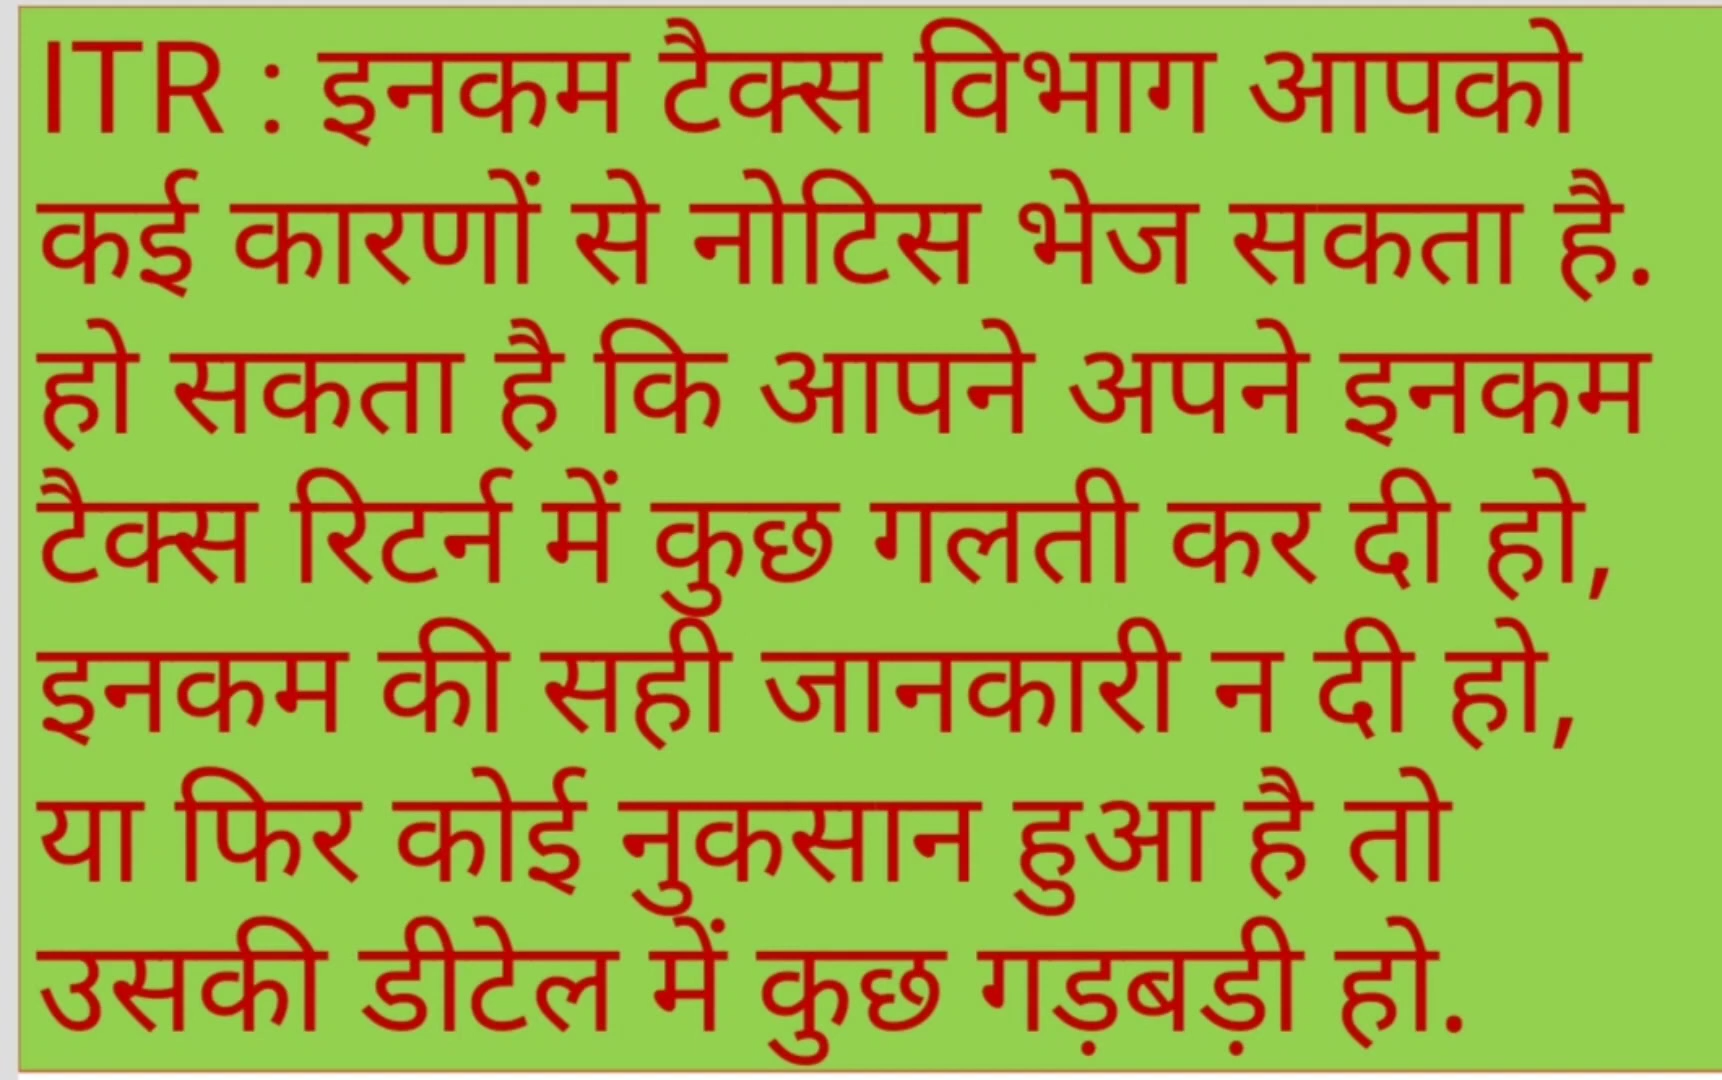 ITR : इनकम टैक्स विभाग आपको
कई कारणों से नोटिस भेज सकता है.
हो सकता है कि आपने अपने इनकम
टैक्स रिटर्न में कुछ गलती कर दी हो,
इनकम की सही जानकारी न दी हो,
या फिर कोई नुकसान हुआ है तो
उसकी डीटेल में कुछ गड़बड़ी हो.